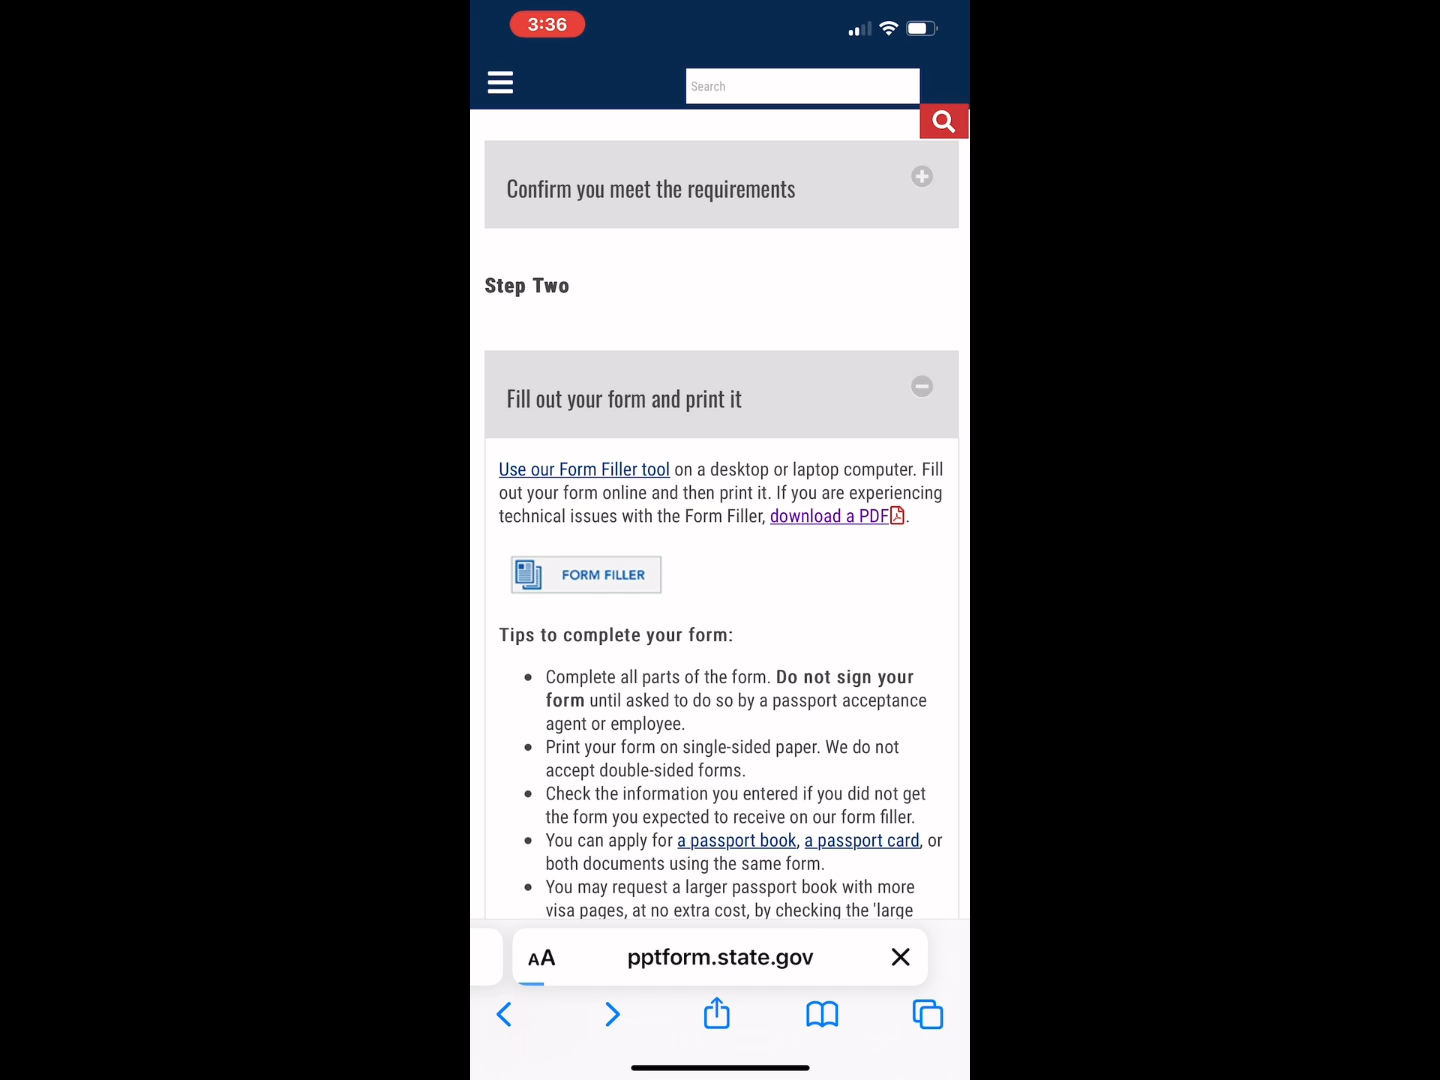 3:36
Search
Confirm you meet the requirements
Step Two
Fill out your form and print it
Use our Form Filler tool on a desktop or laptop computer. Fill
out your form online and then print it. If you are experiencing
technical issues with the Form Filler, download a PDF.
FORM FILLER
Tips to complete your form:
• Complete all parts of the form. Do not sign your
form until asked to do so by a passport acceptance
agent or employee.
• Print your form on single-sided paper. We do not
accept double-sided forms.
• Check the information you entered if you did not get
the form you expected to receive on our form filler.
• You can apply for a passport book, a passport card, or
both documents using the same form.
• You may request a larger passport book with more
visa pages, at no extra cost, by checking the 'large
AA pptform.state.gov